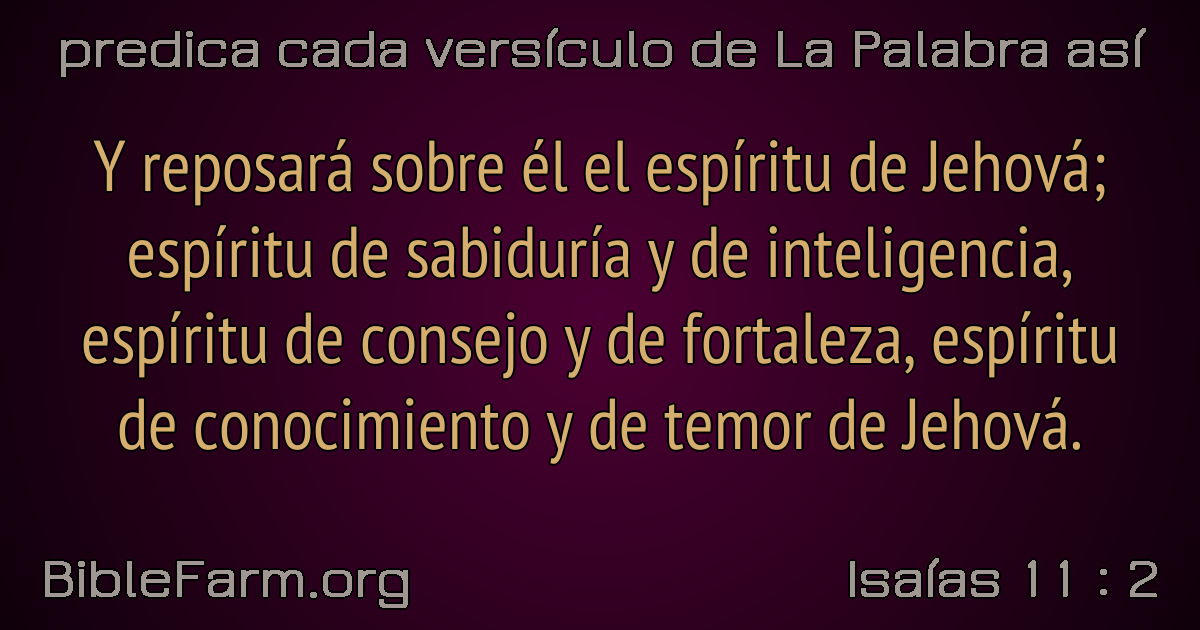 predica cada versículo de La Palabra así
Y reposará sobre él el espíritu de Jehová;
espíritu de sabiduría y de inteligencia,
espíritu de consejo y de fortaleza, espíritu
de conocimiento y de temor de Jehová.
BibleFarm.org
Isaías 11 : 2